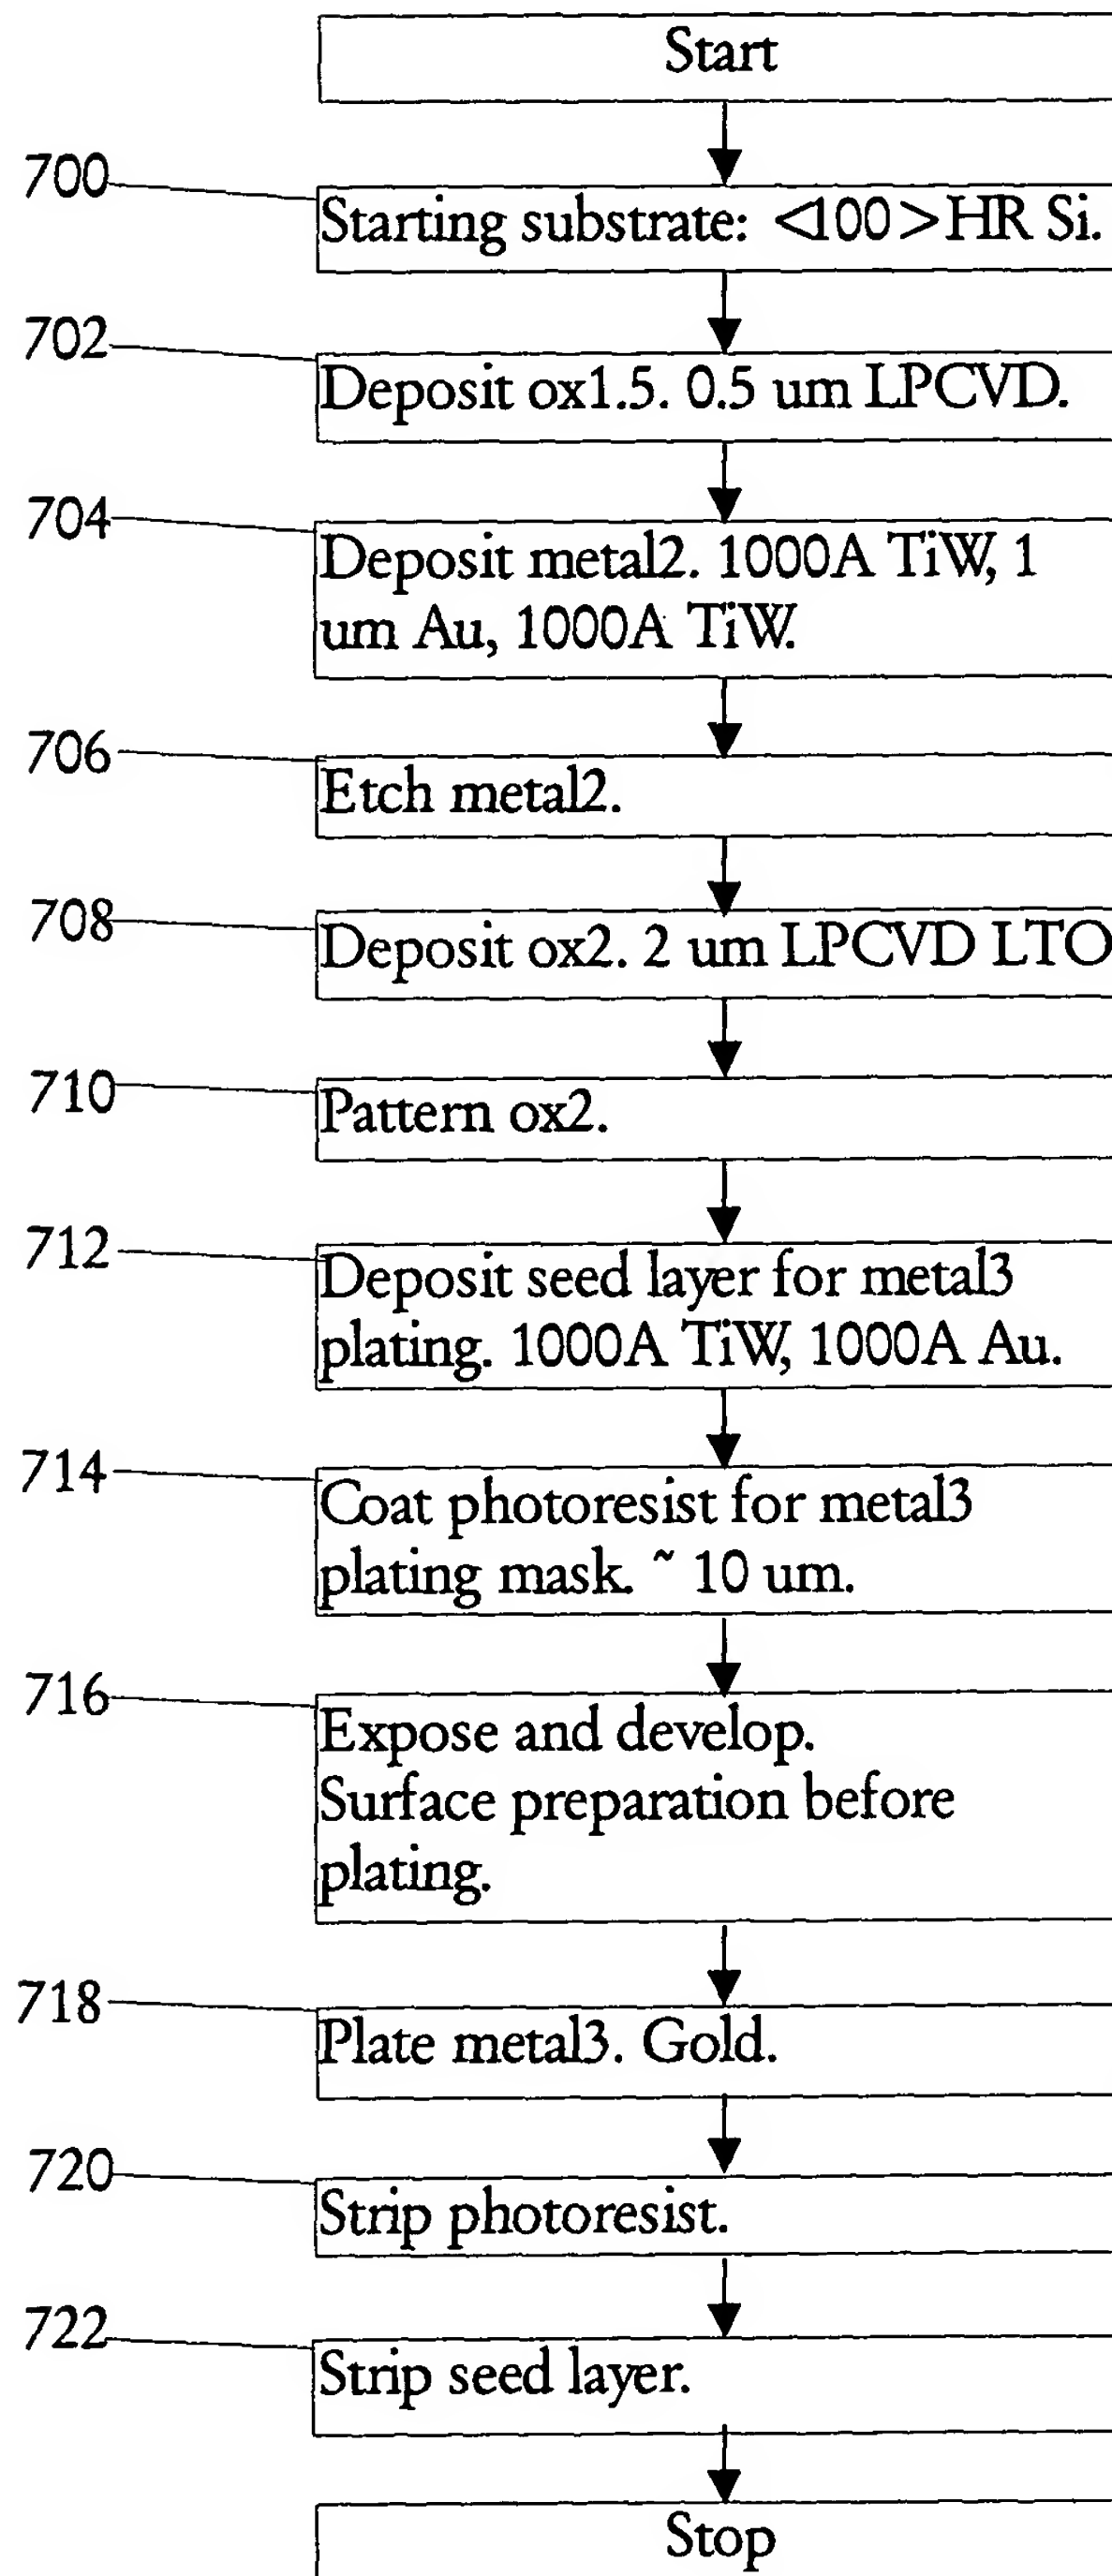 Start
700
Starting substrate: <100>HR Si.
702
Deposit ox1.5. 0.5 um LPCVD.
704
Deposit metal2. 1000A TiW, 1
um Au, 1000A TiW.
706
Etch metal2.
708
Deposit ox2. 2 um LPCVD LTO
710
Pattern ox2.
712
Deposit seed layer for metal3
plating. 1000A TiW, 1000A Au.
714
Coat photoresist for metal3
plating mask. ~ 10 um.
716
Expose and develop.
Surface preparation before
plating.
718
Plate metal3. Gold.
720
Strip photoresist.
722
Strip seed layer.
Stop